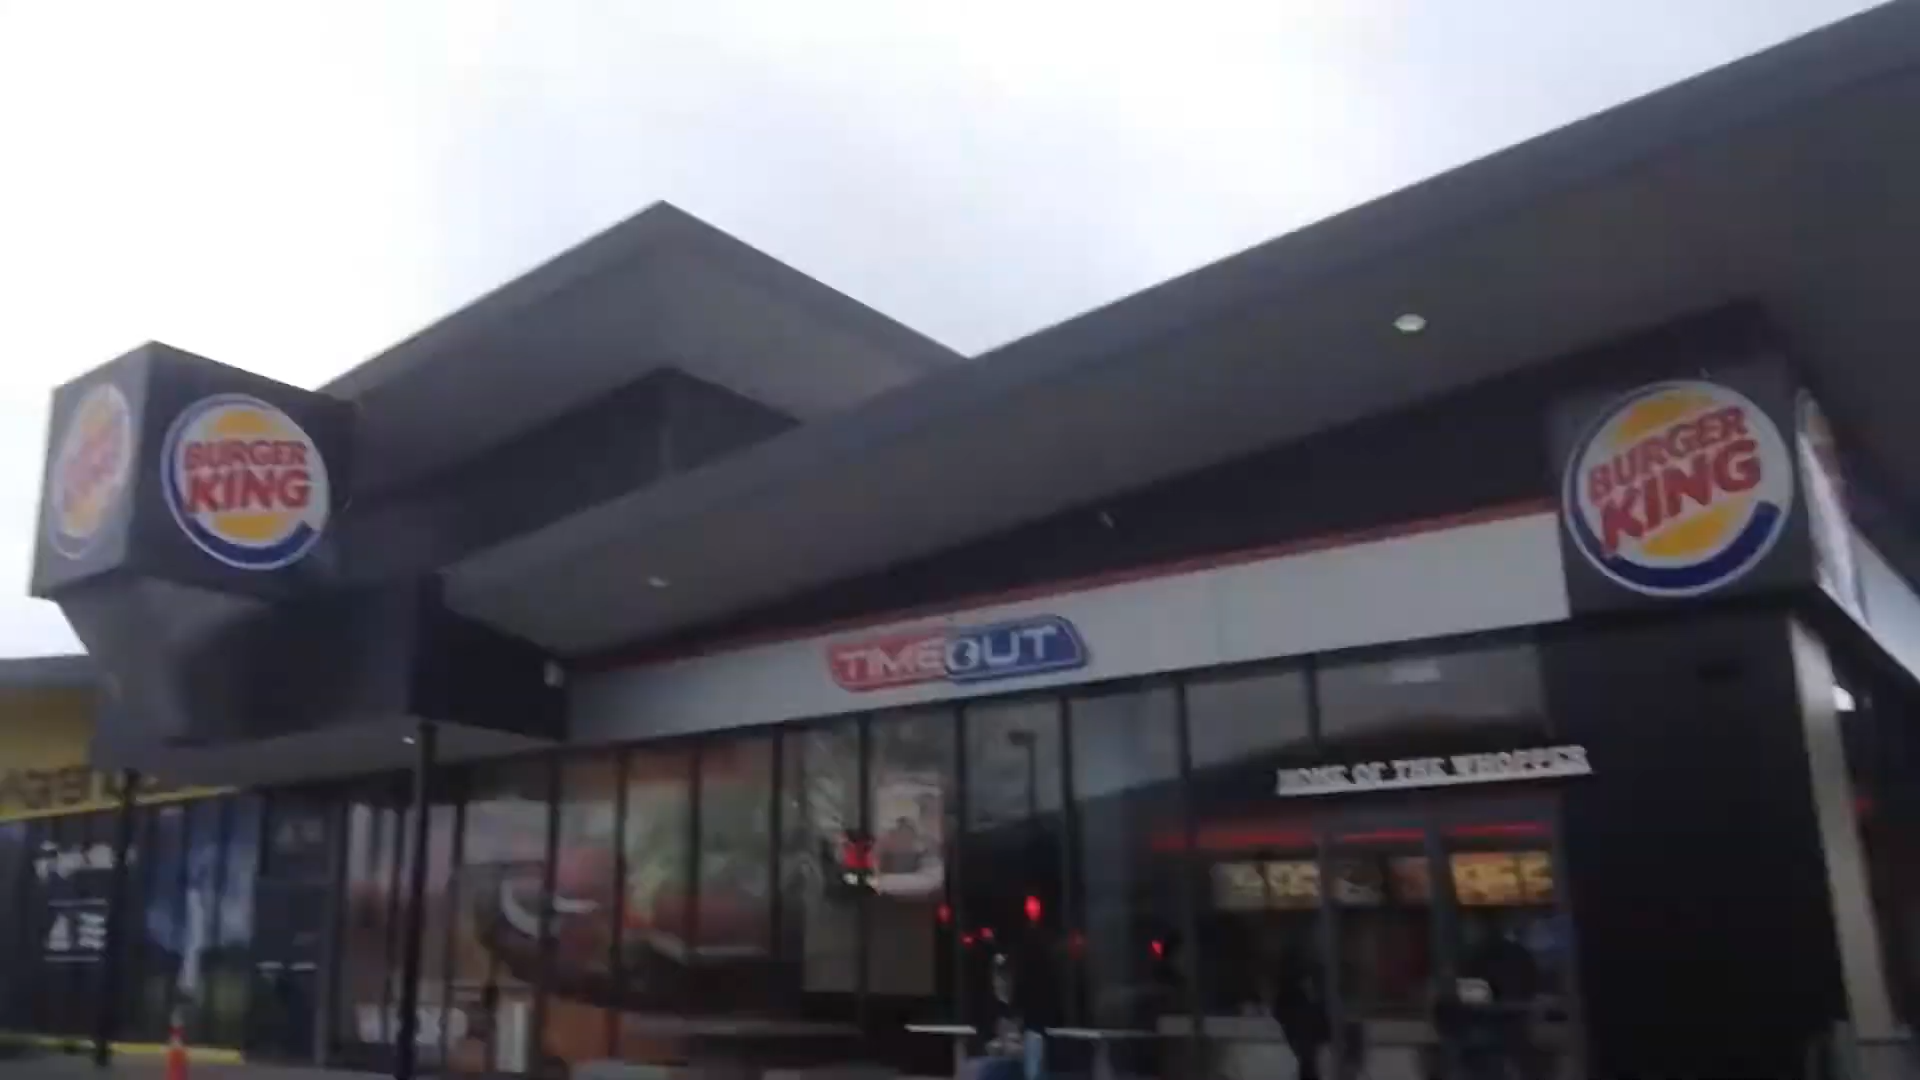 BURGER
KING
BURGER
KING
TIMEOUT
HOME OF THE WHOPPER